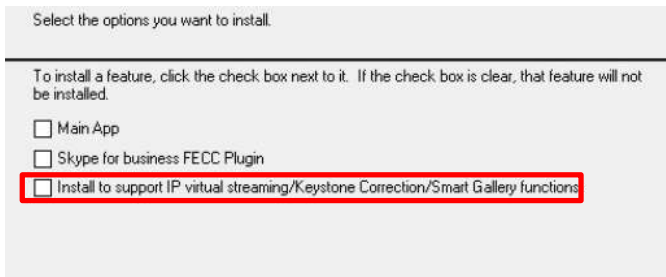 Select the options you want to install.
To install a feature, click the check box next to it.  If the check box is clear, that feature will not
be installed.
Main App
Skype for business FECC Plugin
Install to support IP virtual streaming/Keystone Correction/Smart Gallery functions